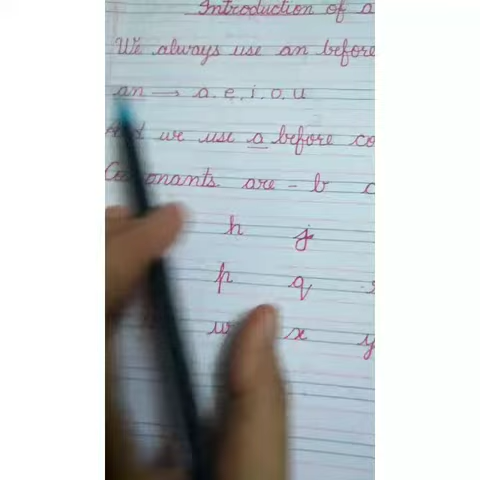 Introduction of a
We always use an before
an → a, e, i, o, u
we use a before co
Consonants are - b c
h j
p q
w x y